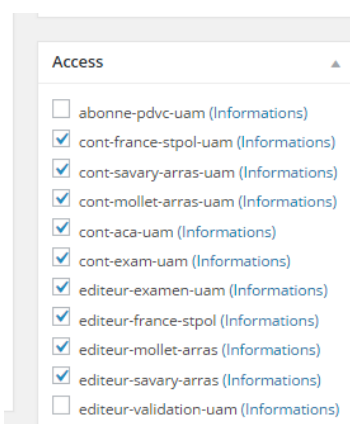 Access
abonne-pdvc-uam (Informations)
cont-france-stpol-uam (Informations)
cont-savary-arras-uam (Informations)
cont-mollet-arras-uam (Informations)
cont-aca-uam (Informations)
cont-exam-uam (Informations)
editeur-examen-uam (Informations)
editeur-france-stpol (Informations)
editeur-mollet-arras (Informations)
editeur-savary-arras (Informations)
editeur-validation-uam (Informations)